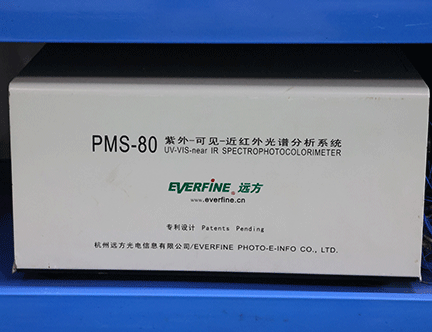 PMS-80 紫外-可见-近红外光谱分析系统
UV-VIS-near IR SPECTROPHOTOCOLORIMETER
EVERFINE 远方
www.everfine.cn
专利设计 Patents Pending
杭州远方光电信息有限公司/EVERFINE PHOTO-E-INFO CO., LTD.